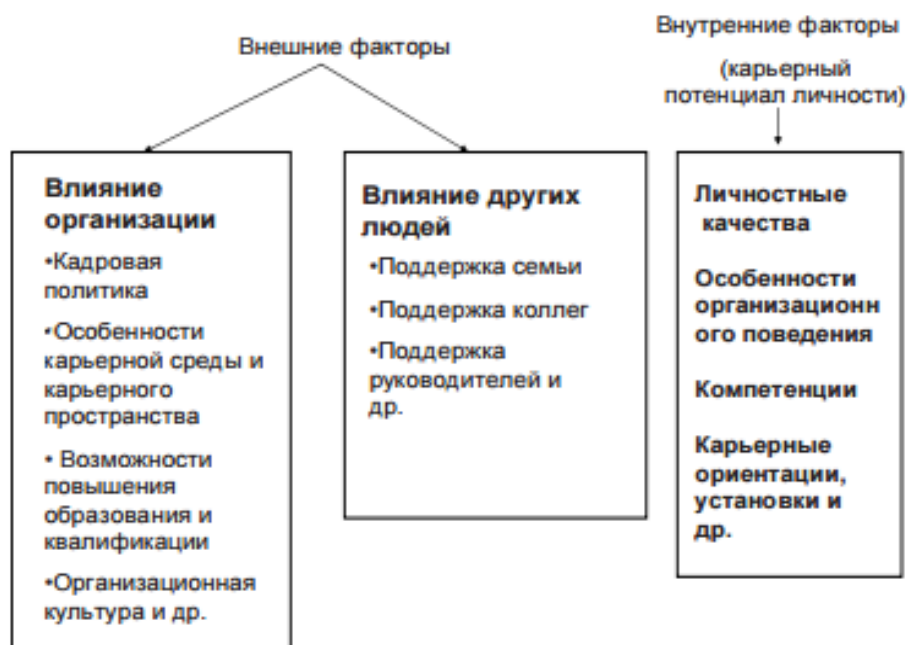 Внешние факторы
Внутренние факторы
(карьерный
потенциал личности)
Влияние
организации
•Кадровая
политика
•Особенности
карьерной среды и
карьерного
пространства
• Возможности
повышения
образования и
квалификации
•Организационная
культура и др.
Влияние других
людей
•Поддержка семьи
•Поддержка коллег
•Поддержка
руководителей и
др.
Личностные
качества
Особенности
организационн
ого поведения
Компетенции
Карьерные
ориентации,
установки и
др.